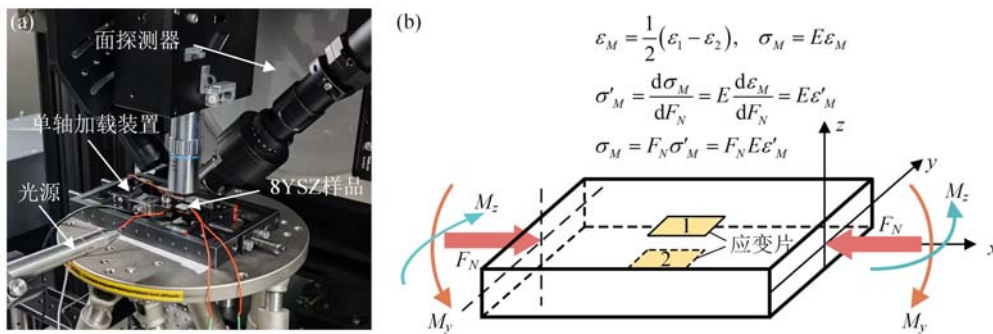 (a)
面探测器
单轴加载装置
8YSZ样品
光源
(b)
ε_M = 1/2(ε_1 − ε_2), σ_M = Eε_M
σ′_M = dσ_M/dF_N = E dε_M/dF_N = Eε′_M
σ_M = F_Nσ′_M = F_NEε′_M
z
y
M_z
M_z
1
F_N
应变片
x
F_N
2
M_y
M_y